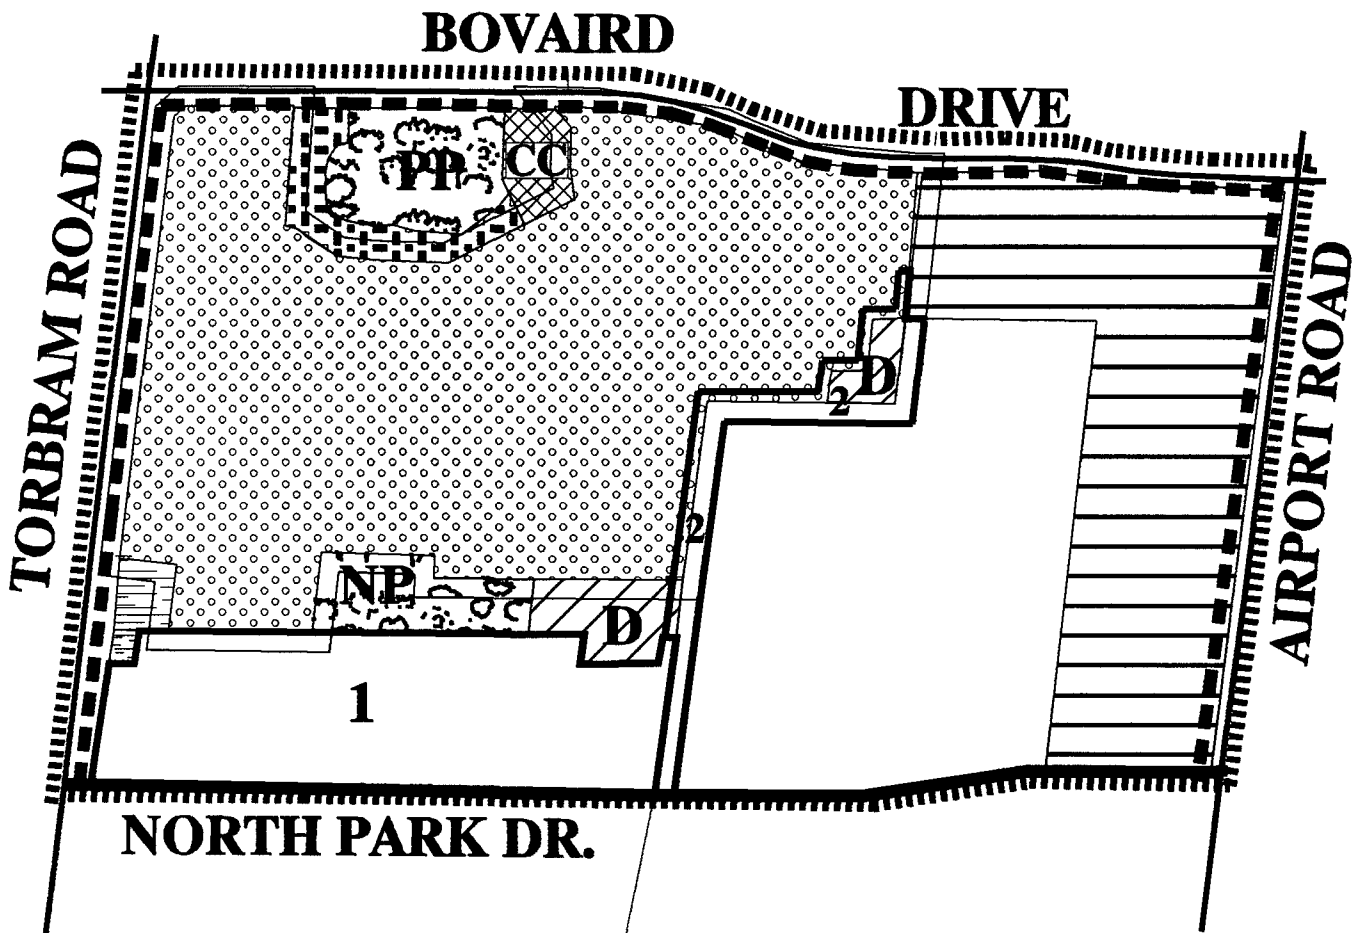 BOVAIRD
DRIVE
TORBRAM ROAD
PP
CC
D
2
AIRPORT ROAD
2
NP
D
1
NORTH PARK DR.